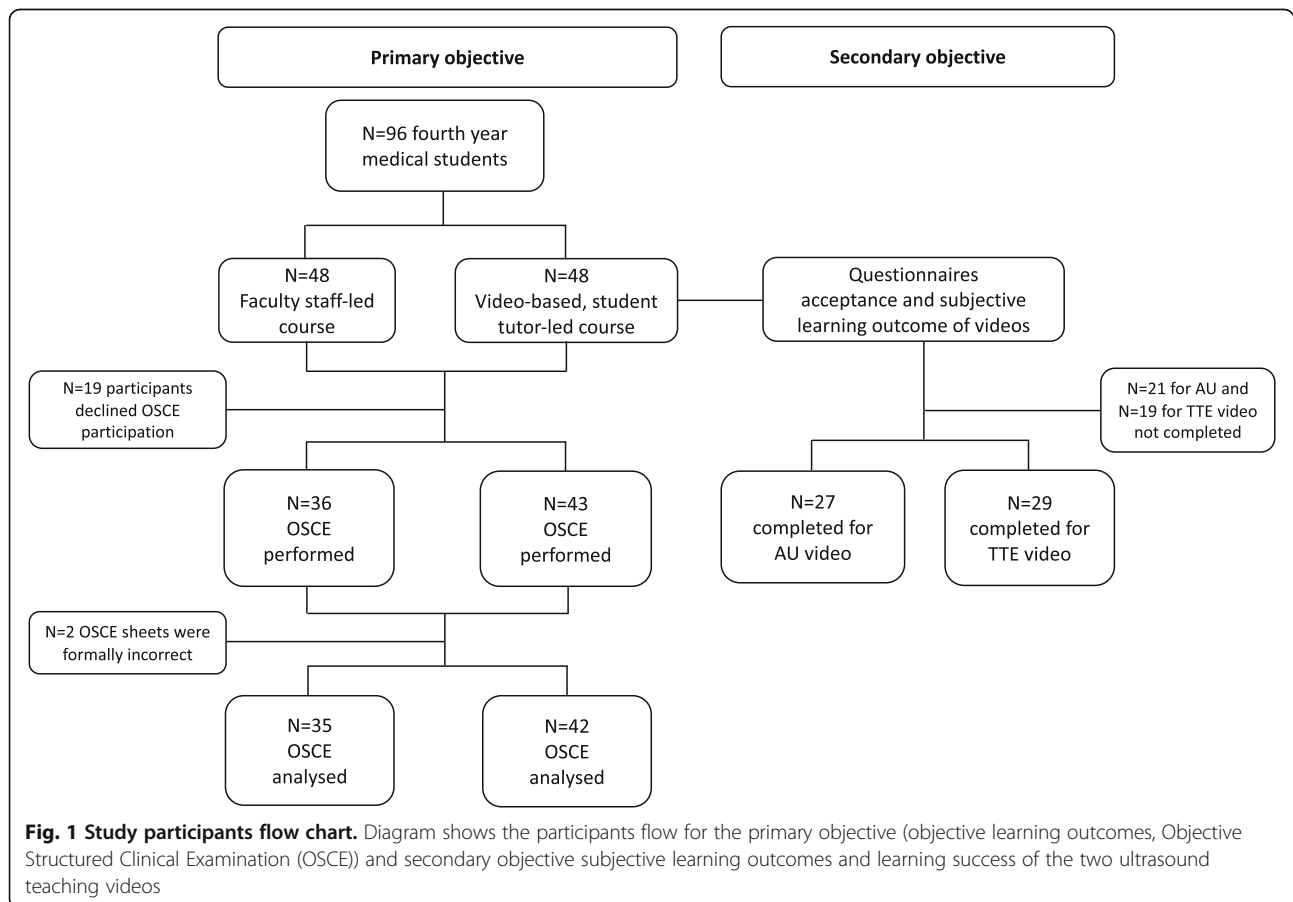 Primary objective
Secondary objective
N=96 fourth year
medical students
N=48
Faculty staff-led
course
N=48
Video-based, student
tutor-led course
Questionnaires
acceptance and subjective
learning outcome of videos
N=19 participants
declined OSCE
participation
N=21 for AU and
N=19 for TTE video
not completed
N=36
OSCE
performed
N=43
OSCE
performed
N=27
completed for
AU video
N=29
completed for
TTE video
N=2 OSCE sheets were
formally incorrect
N=35
OSCE
analysed
N=42
OSCE
analysed
Fig. 1 Study participants flow chart. Diagram shows the participants flow for the primary objective (objective learning outcomes, Objective
Structured Clinical Examination (OSCE)) and secondary objective subjective learning outcomes and learning success of the two ultrasound
teaching videos